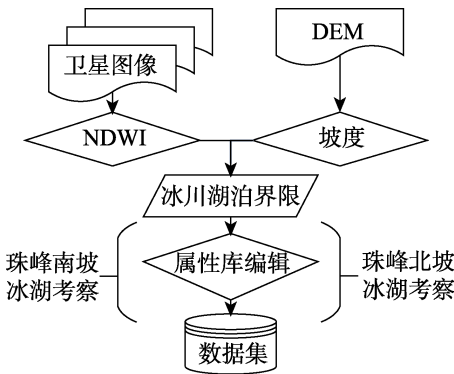 卫星图像
DEM
NDWI
坡度
冰川湖泊界限
珠峰南坡
冰湖考察
属性库编辑
珠峰北坡
冰湖考察
数据集